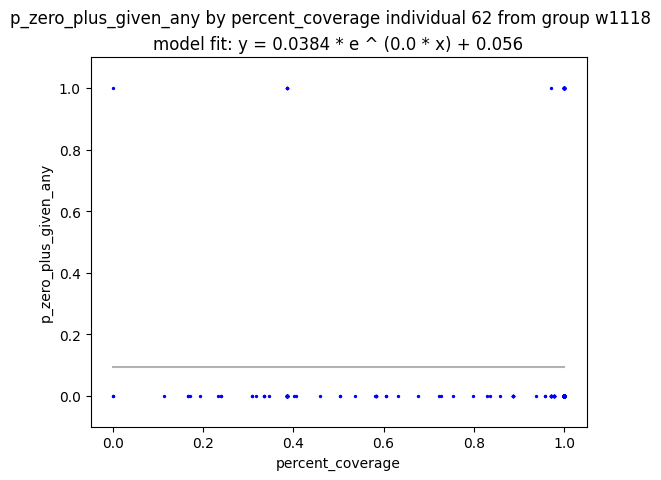 p_zero_plus_given_any by percent_coverage individual 62 from group w1118
model fit: y = 0.0384 * e ^ (0.0 * x) + 0.056
1.0
0.8
0.6
0.4
0.2
0.0
p_zero_plus_given_any
0.0 0.2 0.4 0.6 0.8 1.0
percent_coverage